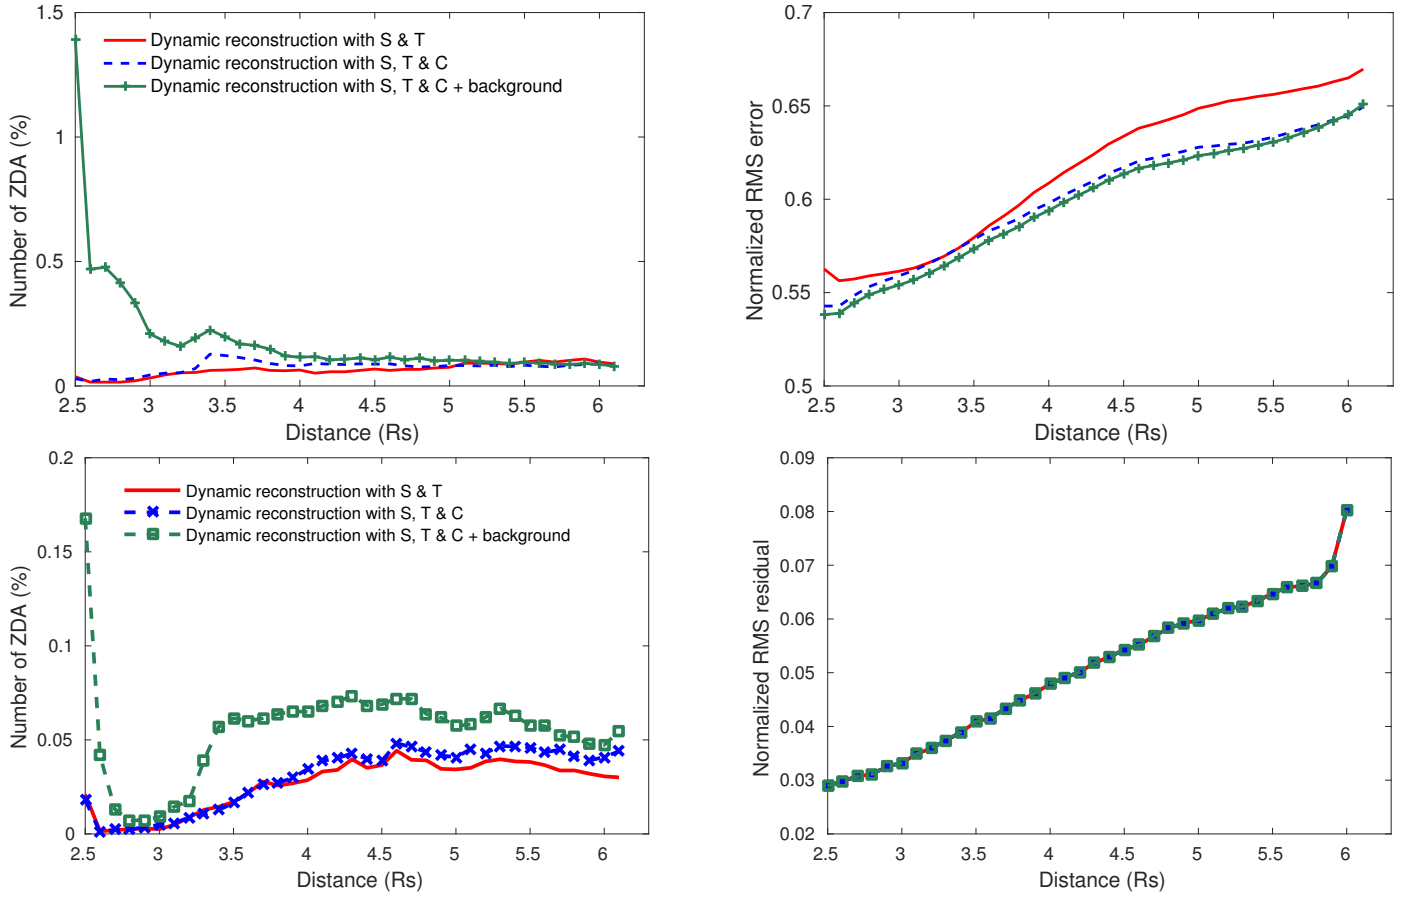 1.5
1
0.5
0
Number of ZDA (%)
Dynamic reconstruction with S & T
Dynamic reconstruction with S, T & C
Dynamic reconstruction with S, T & C + background
2.5 3 3.5 4 4.5 5 5.5 6
Distance (Rs)
0.7
0.65
0.6
0.55
0.5
Normalized RMS error
2.5 3 3.5 4 4.5 5 5.5 6
Distance (Rs)
0.2
0.15
0.1
0.05
0
Number of ZDA (%)
Dynamic reconstruction with S & T
Dynamic reconstruction with S, T & C
Dynamic reconstruction with S, T & C + background
2.5 3 3.5 4 4.5 5 5.5 6
Distance (Rs)
0.09
0.08
0.07
0.06
0.05
0.04
0.03
0.02
Normalized RMS residual
2.5 3 3.5 4 4.5 5 5.5 6
Distance (Rs)